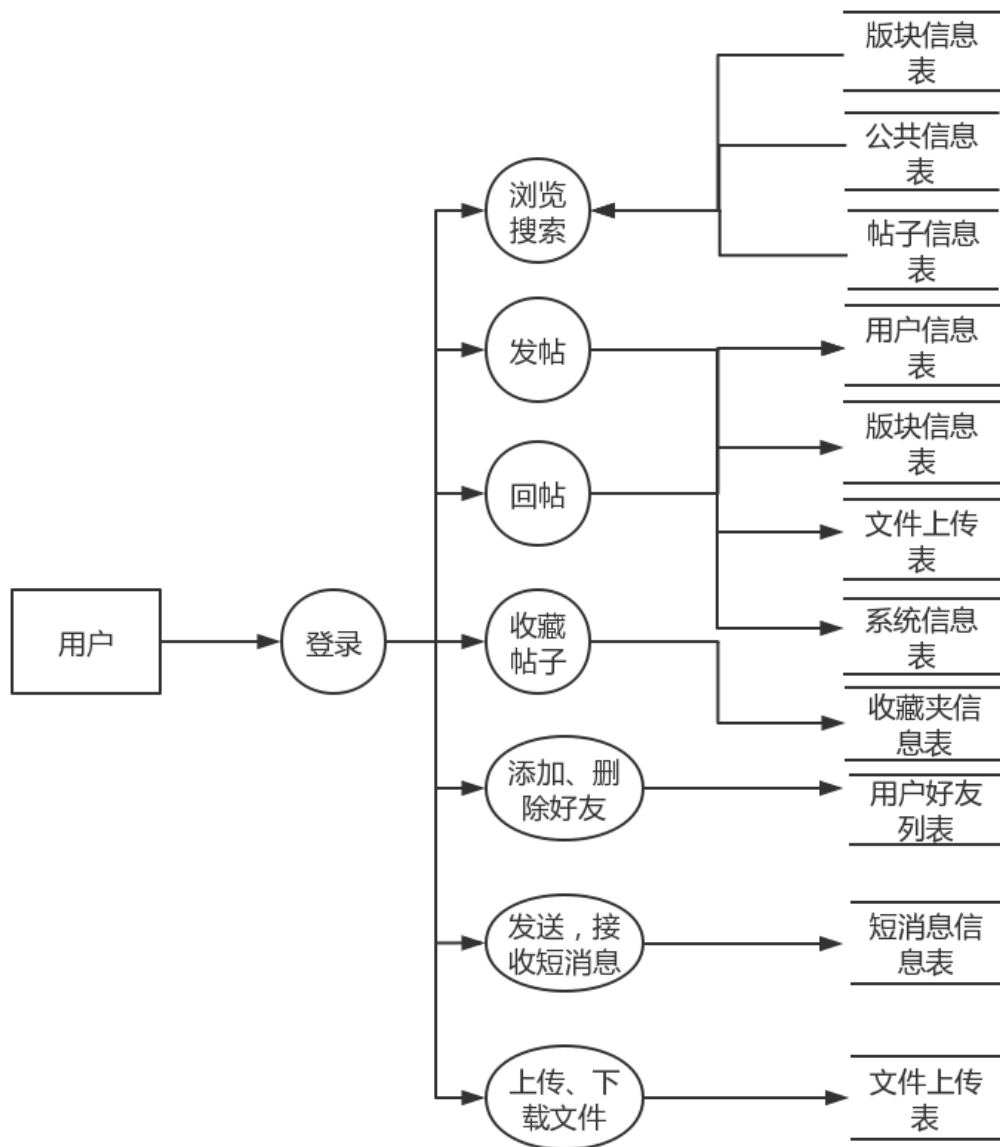 版块信息
表
公共信息
表
浏览
搜索
帖子信息
表
发帖
用户信息
表
版块信息
表
回帖
文件上传
表
用户
登录
收藏
帖子
系统信息
表
收藏夹信
息表
添加、删
除好友
用户好友
列表
发送，接
收短消息
短消息信
息表
上传、下
载文件
文件上传
表